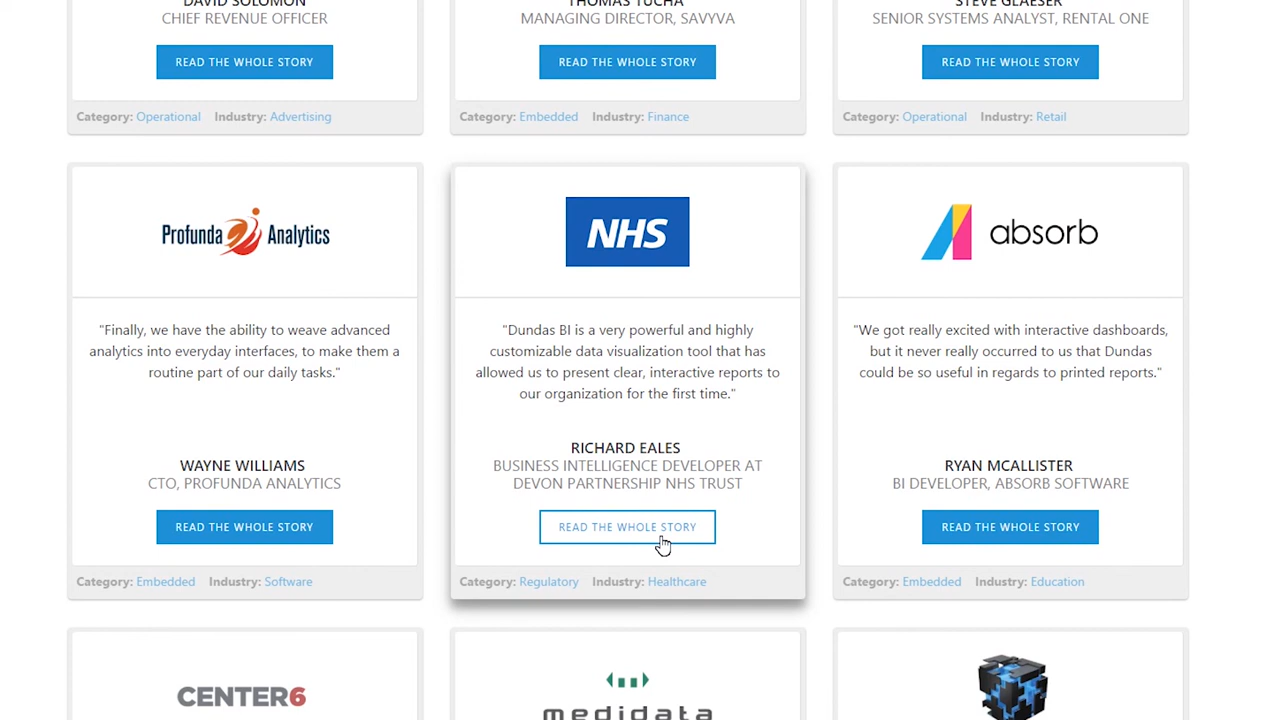 DAVID SOLOMON
CHIEF REVENUE OFFICER
READ THE WHOLE STORY
Category: Operational Industry: Advertising
THOMAS TUCHA
MANAGING DIRECTOR, SAVYVA
READ THE WHOLE STORY
Category: Embedded Industry: Finance
STEVE GLAESER
SENIOR SYSTEMS ANALYST, RENTAL ONE
READ THE WHOLE STORY
Category: Operational Industry: Retail
Profunda Analytics
"Finally, we have the ability to weave advanced
analytics into everyday interfaces, to make them a
routine part of our daily tasks."
WAYNE WILLIAMS
CTO, PROFUNDA ANALYTICS
READ THE WHOLE STORY
Category: Embedded Industry: Software
NHS
"Dundas BI is a very powerful and highly
customizable data visualization tool that has
allowed us to present clear, interactive reports to
our organization for the first time."
RICHARD EALES
BUSINESS INTELLIGENCE DEVELOPER AT
DEVON PARTNERSHIP NHS TRUST
READ THE WHOLE STORY
Category: Regulatory Industry: Healthcare
absorb
"We got really excited with interactive dashboards,
but it never really occurred to us that Dundas
could be so useful in regards to printed reports."
RYAN MCALLISTER
BI DEVELOPER, ABSORB SOFTWARE
READ THE WHOLE STORY
Category: Embedded Industry: Education
CENTER6
medidata